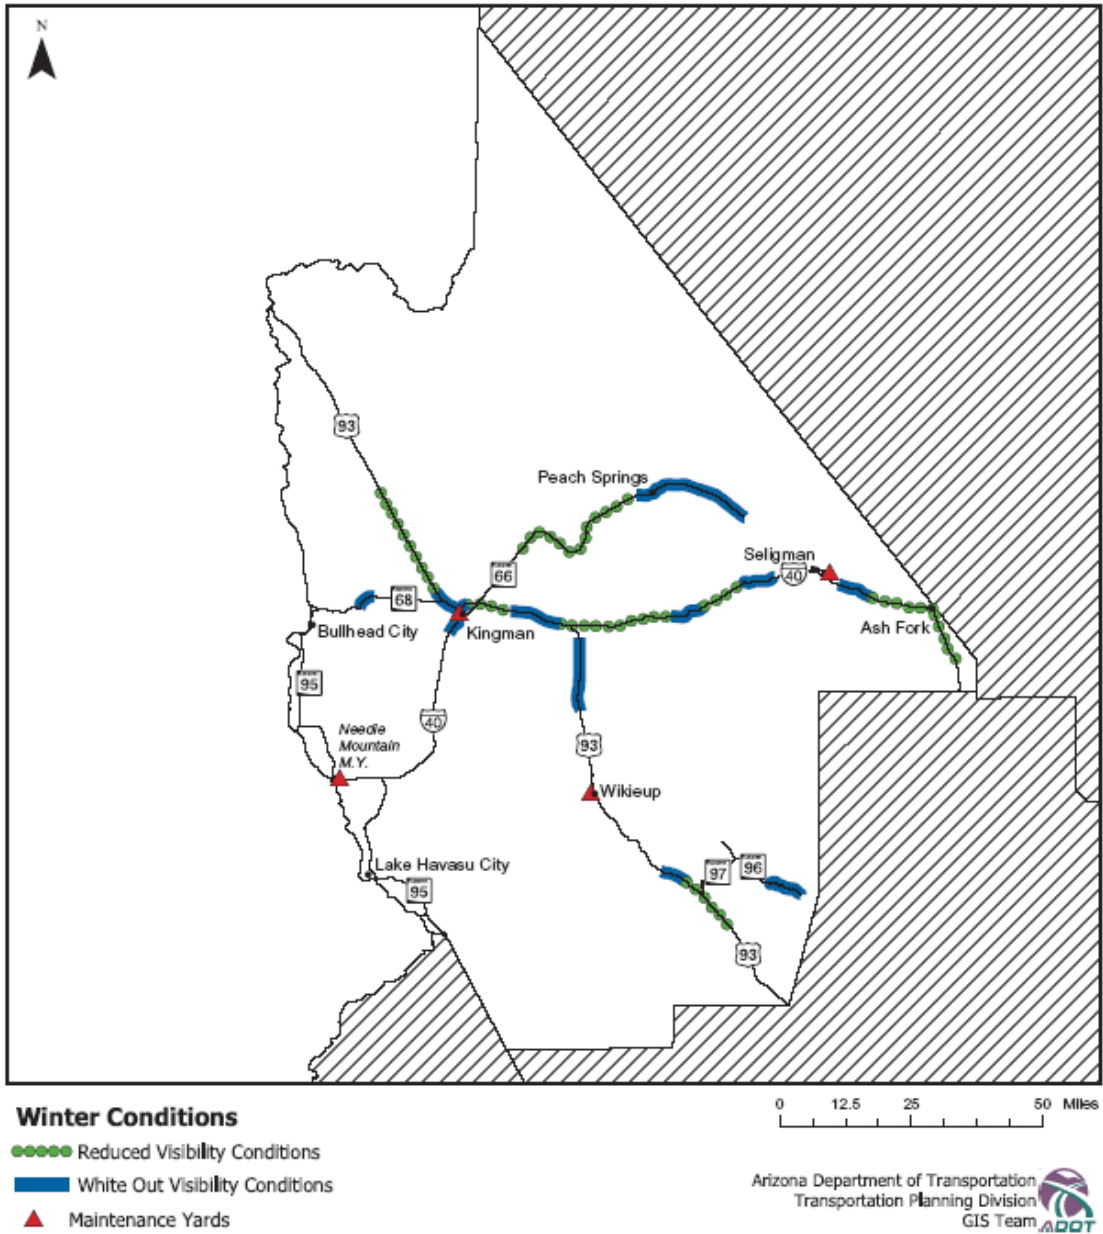 N
93
Peach Springs
Seligman
66
40
68
Bullhead City
Kingman
Ash Fork
95
40
Needle
Mountain
M.Y.
93
Wikieup
Lake Havasu City
97
96
95
93
Winter Conditions
Reduced Visibility Conditions
White Out Visibility Conditions
Maintenance Yards
0 12.5 25 50 Miles
Arizona Department of Transportation
Transportation Planning Division
GIS Team
ADOT